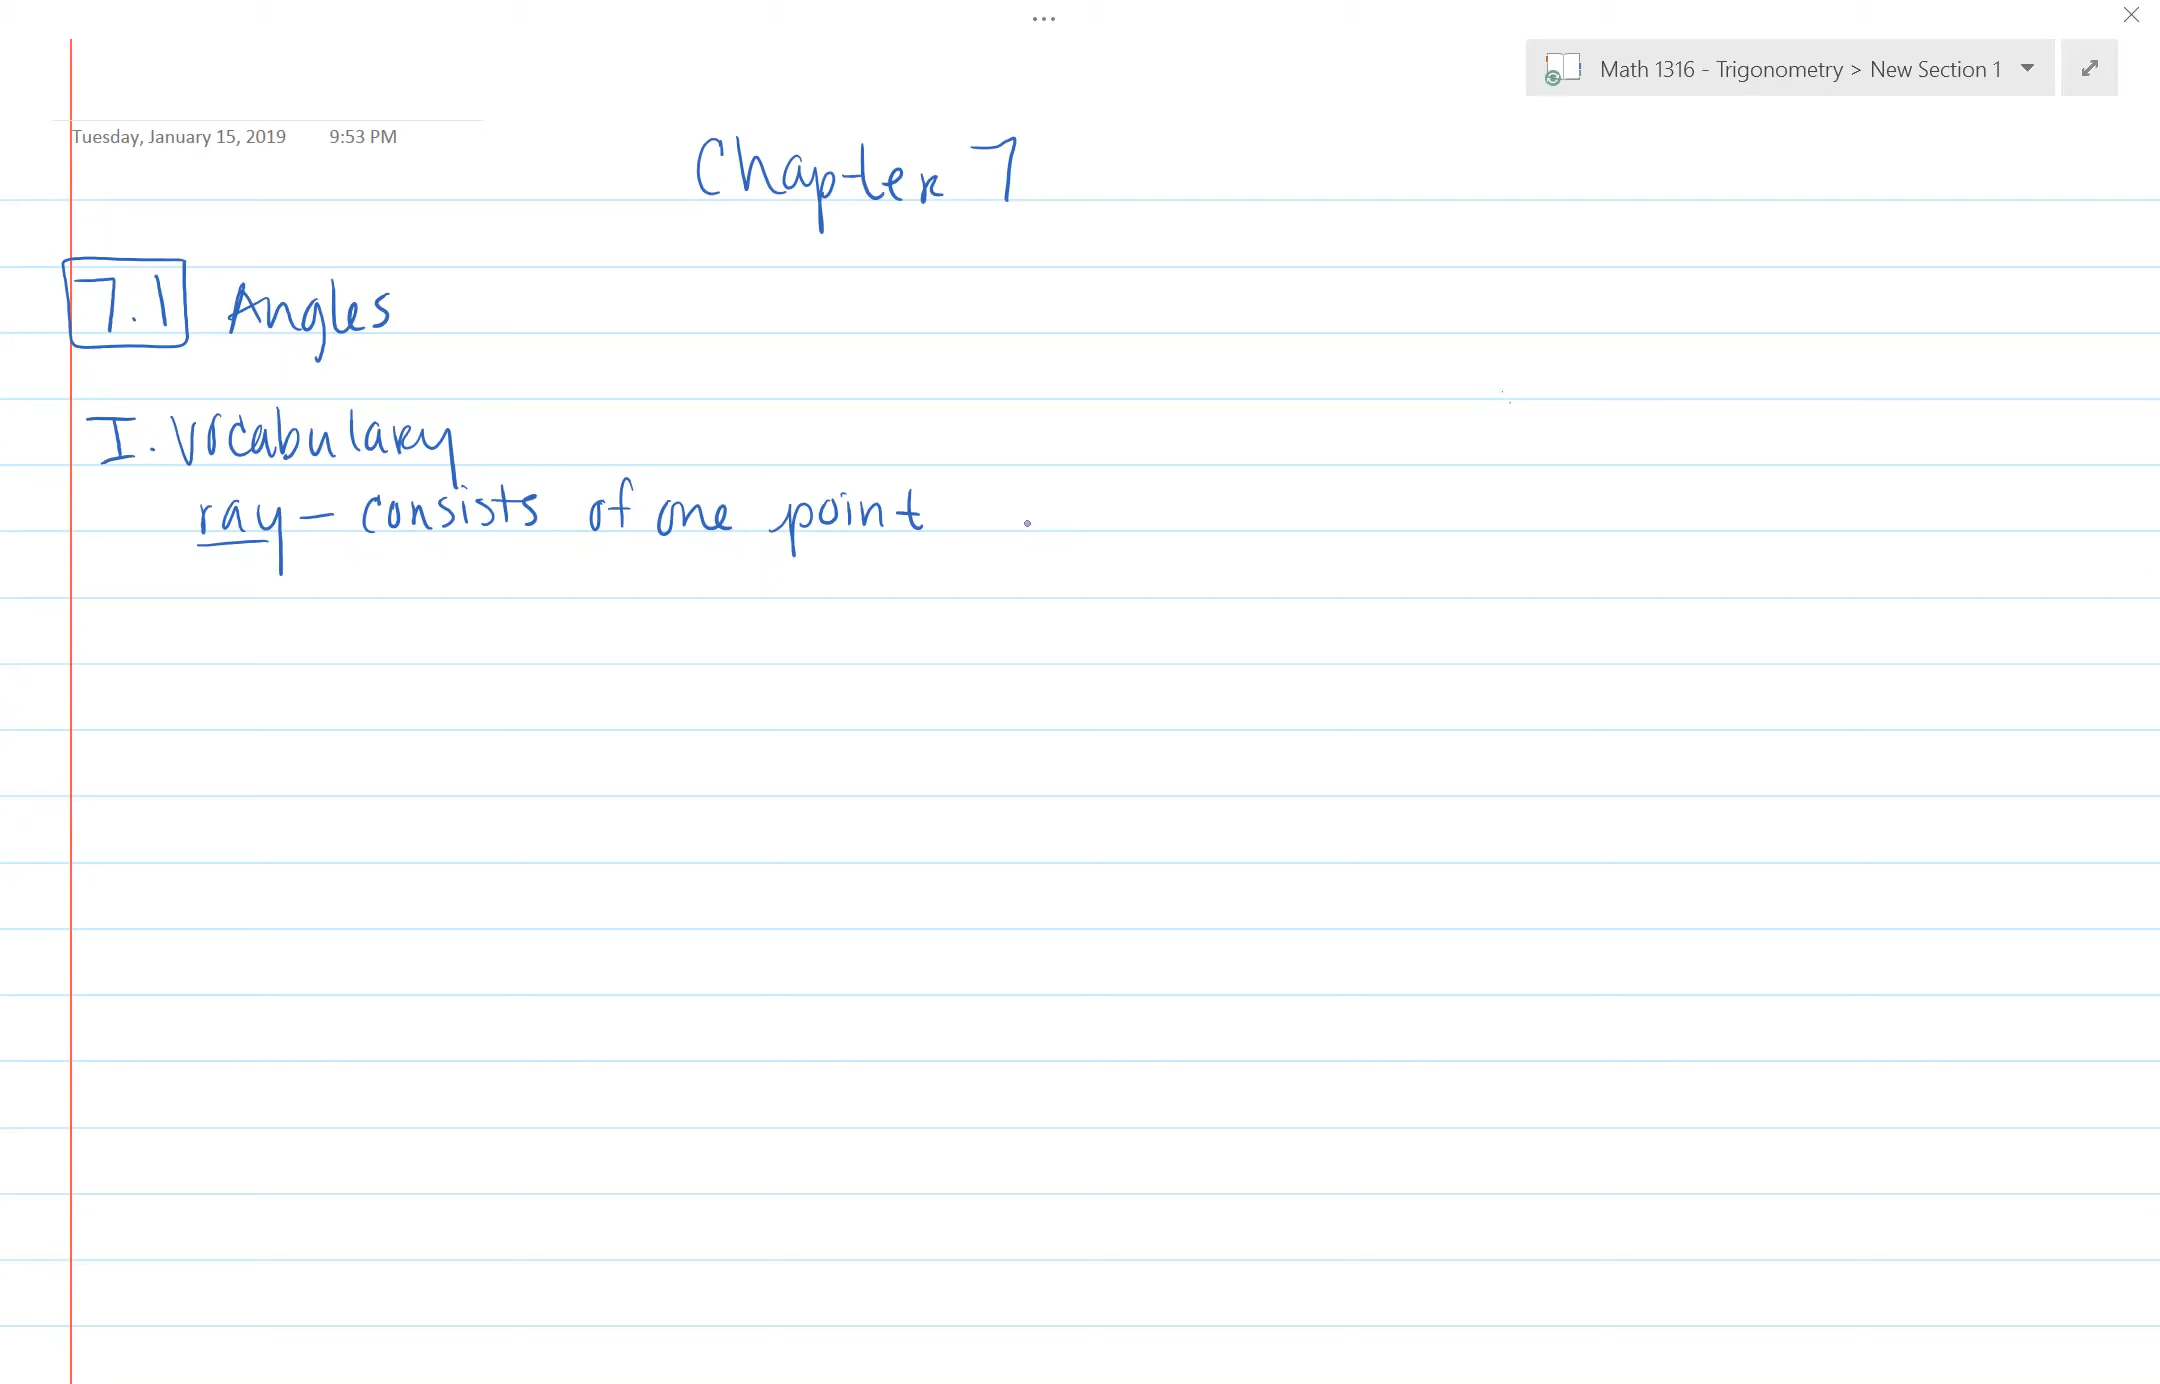 Math 1316 - Trigonometry > New Section 1
Tuesday, January 15, 2019 9:53 PM
Chapter 7
7.1 Angles
I. Vocabulary
ray – consists of one point